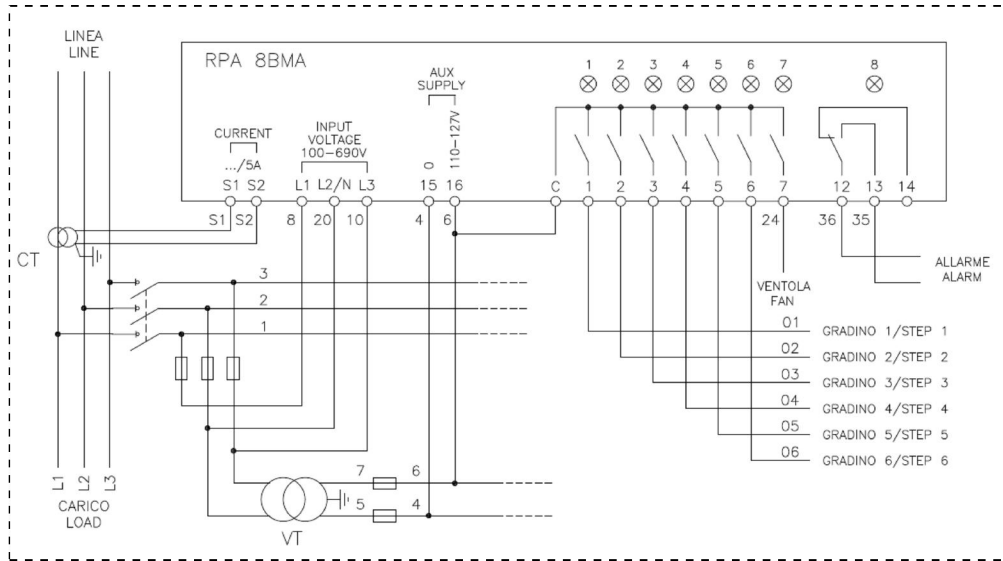 LINEA
LINE
RPA 8BMA
CURRENT
.../5A
S1 S2
INPUT
VOLTAGE
100-690V
L1 L2/N L3
AUX
SUPPLY
0
110-127V
15 16
1 2 3 4 5 6 7 8
C 1 2 3 4 5 6 7 12 13 14
S1 S2 8 20 10 4 6 24 36 35
CT
ALLARME
ALARM
VENTOLA
FAN
3
2
1
01 GRADINO 1/STEP 1
02 GRADINO 2/STEP 2
03 GRADINO 3/STEP 3
04 GRADINO 4/STEP 4
05 GRADINO 5/STEP 5
06 GRADINO 6/STEP 6
L1 L2 L3
CARICO
LOAD
7 6
5 4
VT